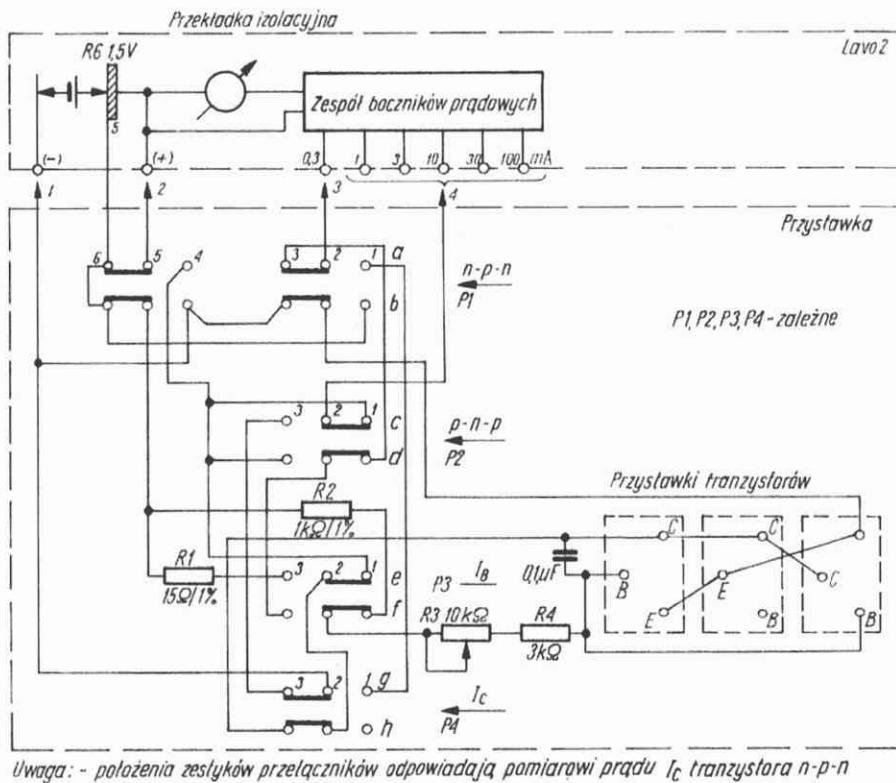 Przekładka izolacyjna
R6 1,5V
Lavo2
Zespół boczników prądowych
S
(-) (+) 0,3 1 3 10 30 100 mA
1 2 3 4
Przystawka
6 5 4 3 2 1 a
n-p-n
P1
b
P1, P2, P3, P4 - zależne
3 2 1 c
p-n-p
P2
d
Przystawki tranzystorów
R2
1kΩ/1%
R1
15Ω/1%
3 2 1 e
f
P3 I_B
R3 10kΩ
R4
3kΩ
0,1μF
C C
B E C
E B B
3 2 1 g
I_C
P4
h
Uwaga: - położenia zestyków przełączników odpowiadają pomiarowi prądu I_C tranzystora n-p-n